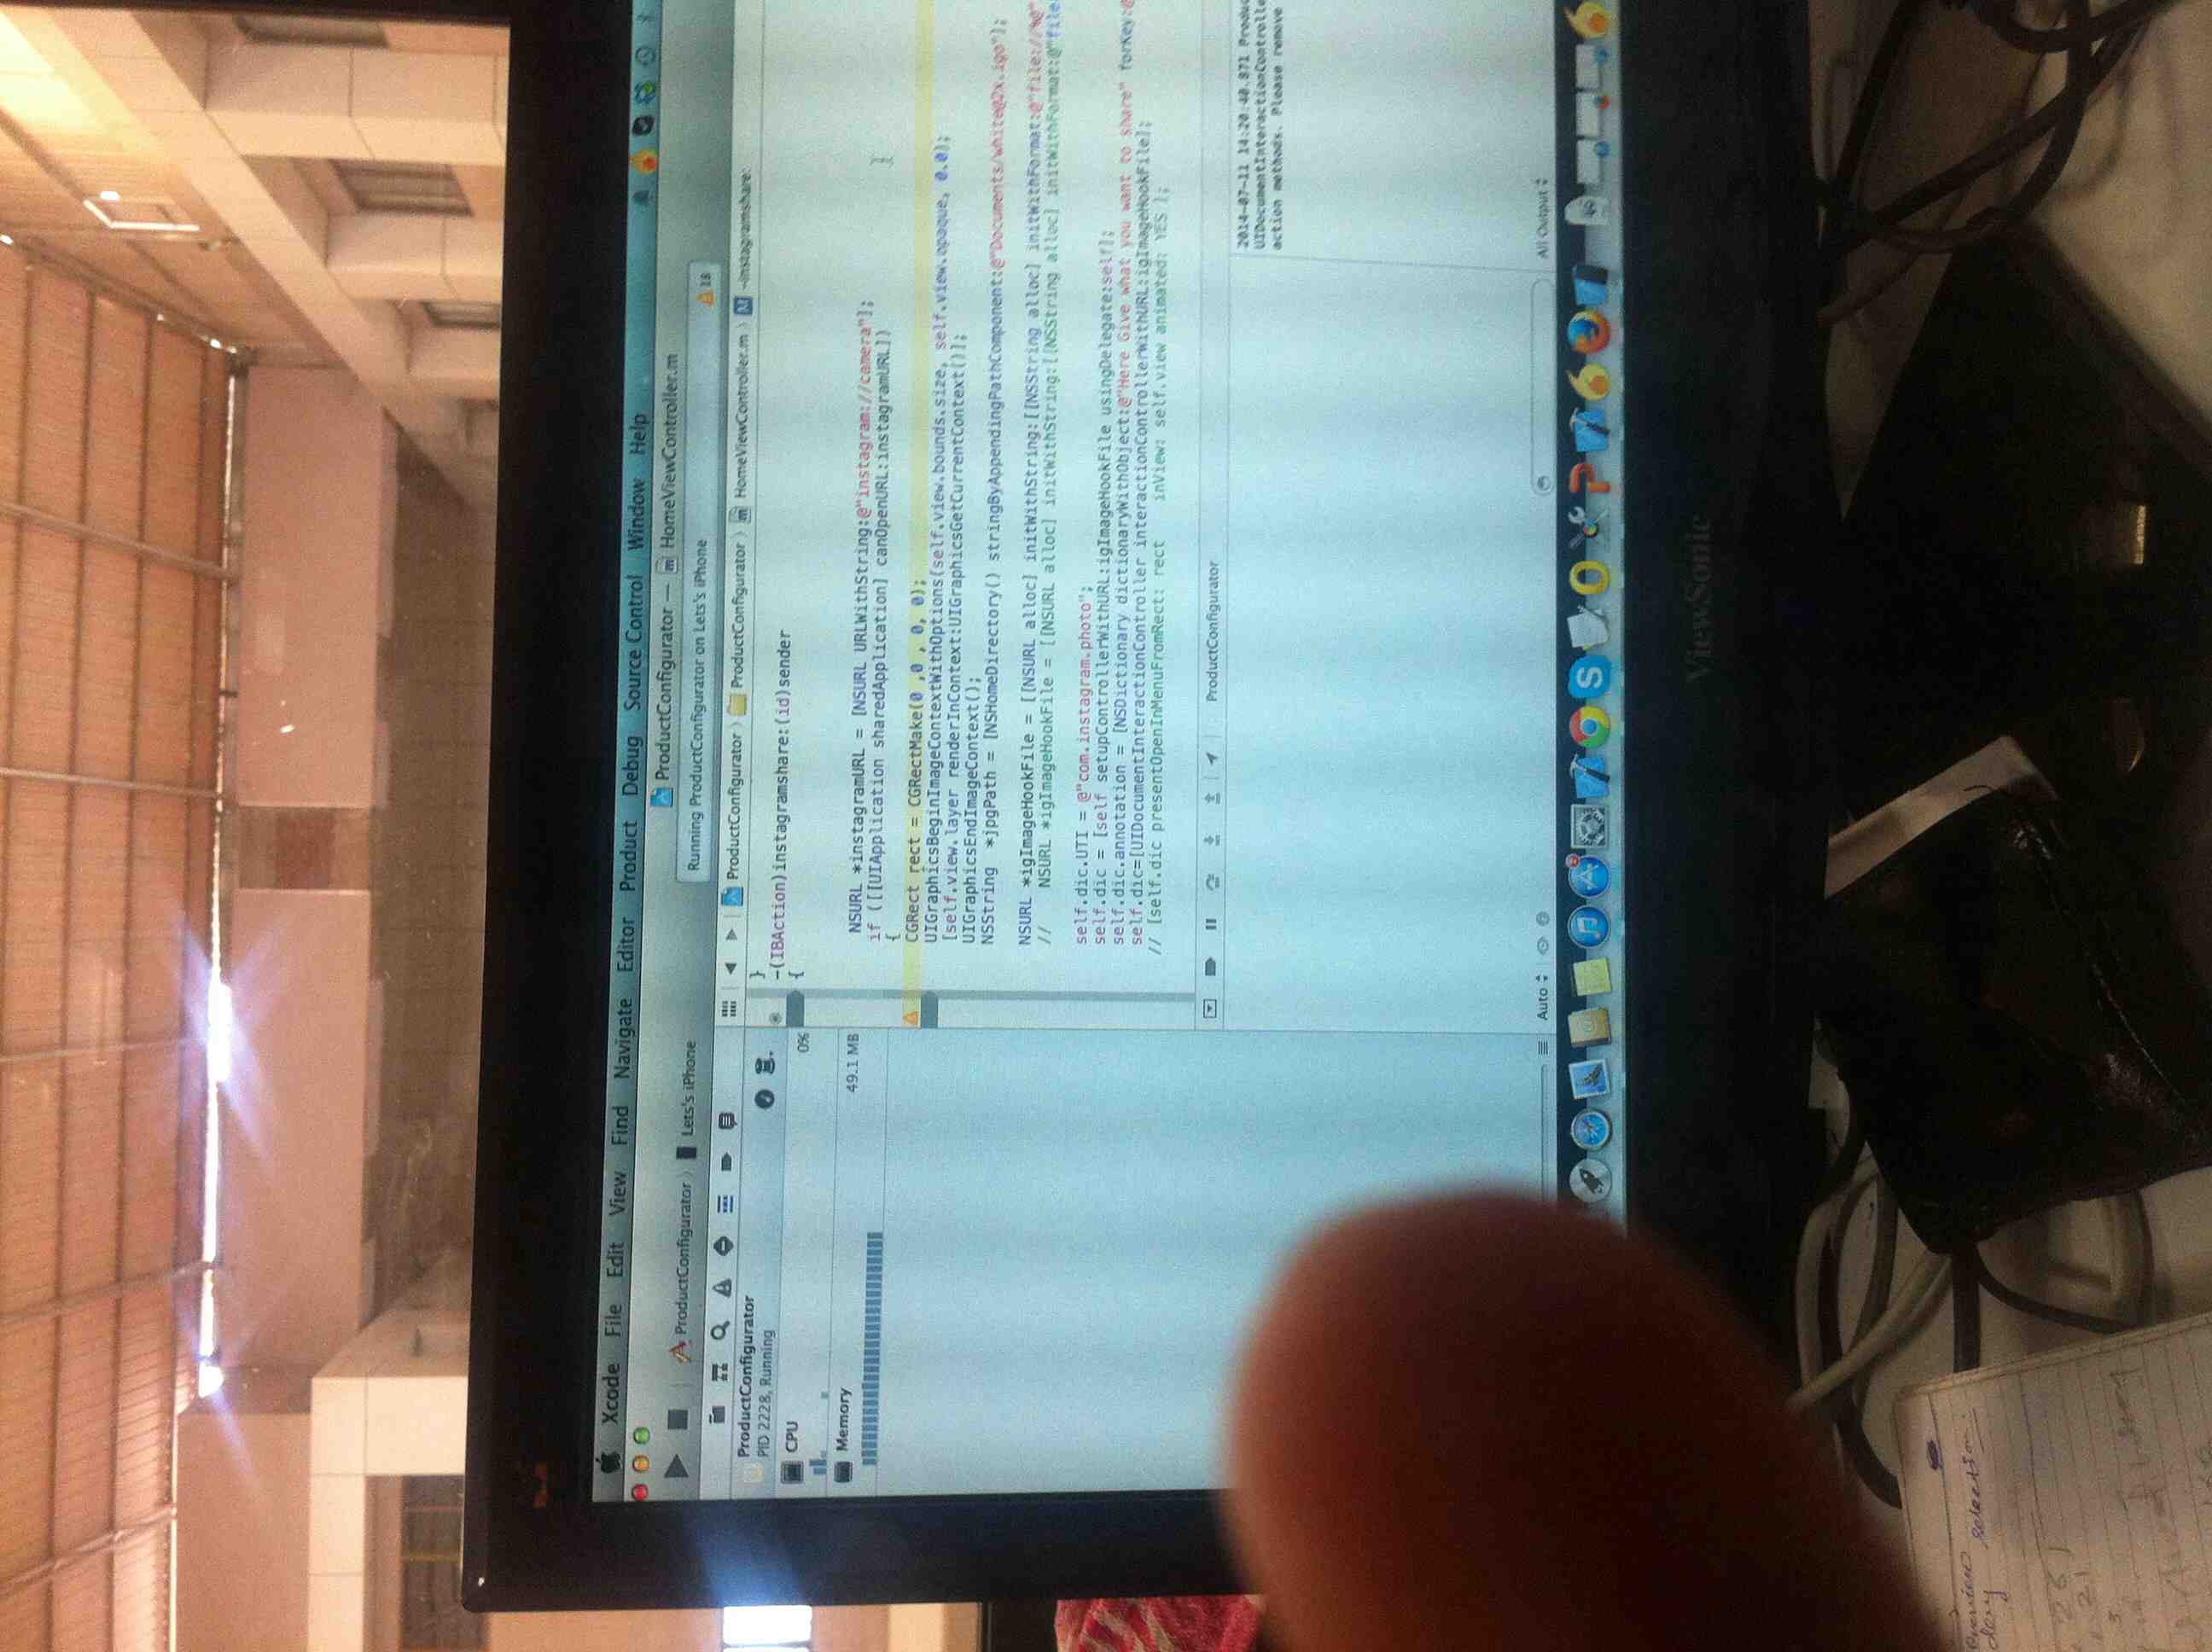 Xcode File Edit View Find Navigate Editor Product Debug Source Control Window Help
ProductConfigurator — HomeViewController.m
ProductConfigurator Lets's iPhone
Running ProductConfigurator on Lets's iPhone
18
ProductConfigurator ProductConfigurator HomeViewController.m -instagramshare:
ProductConfigurator
PID 2228, Running
CPU
0%
Memory
49.1 MB
}
-(IBAction)instagramshare:(id)sender
{
NSURL *instagramURL = [NSURL URLWithString:@"instagram://camera"];
if ([[UIApplication sharedApplication] canOpenURL:instagramURL])
{
CGRect rect = CGRectMake(0 ,0 , 0, 0);
UIGraphicsBeginImageContextWithOptions(self.view.bounds.size, self.view.opaque, 0.0);
[self.view.layer renderInContext:UIGraphicsGetCurrentContext()];
UIGraphicsEndImageContext();
NSString *jpgPath = [NSHomeDirectory() stringByAppendingPathComponent:@"Documents/white@2x.igo"];
NSURL *igImageHookFile = [[NSURL alloc] initWithString:[[NSString alloc] initWithFormat:@"file://%@"
// NSURL *igImageHookFile = [[NSURL alloc] initWithString:[[NSString alloc] initWithFormat:@"file
self.dic.UTI = @"com.instagram.photo";
self.dic = [self setupControllerWithURL:igImageHookFile usingDelegate:self];
self.dic.annotation = [NSDictionary dictionaryWithObject:@"Here Give what you want to share" forKey:@
self.dic=[UIDocumentInteractionController interactionControllerWithURL:igImageHookFile];
// [self.dic presentOpenInMenuFromRect: rect inView: self.view animated: YES ];
ProductConfigurator
2014-07-11 14:20:40.871 Produc
UIDocumentInteractionControlle
action methods. Please remove
Auto
All Output
ViewSonic
Overview
selection:
261
21
3